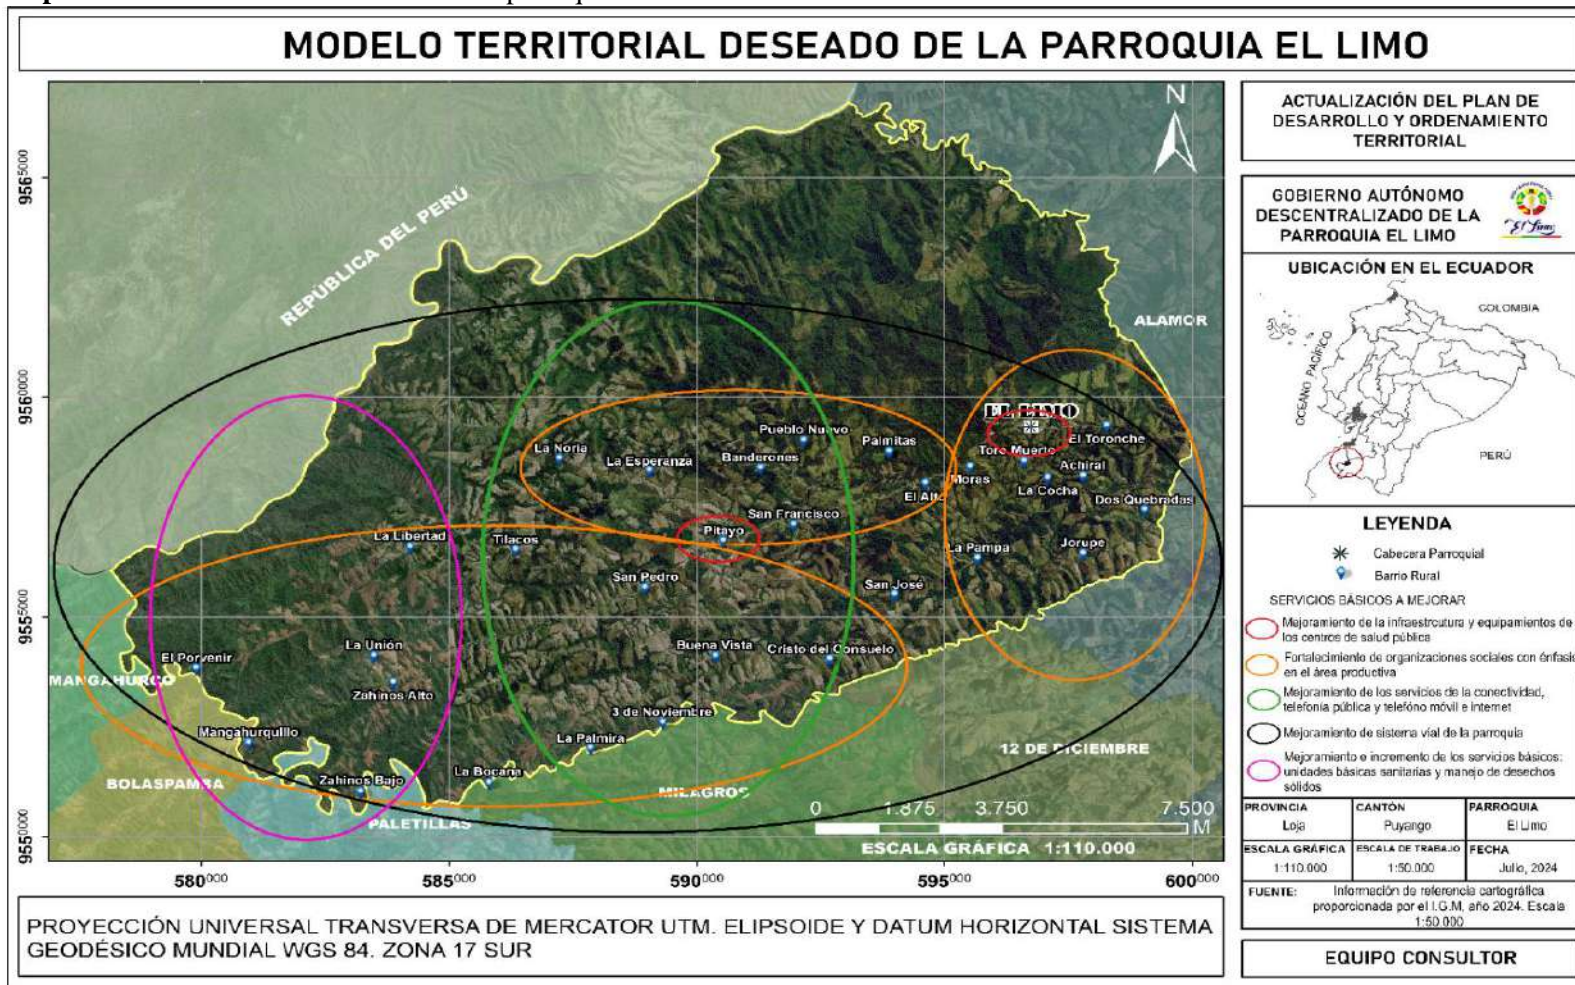 MODELO TERRITORIAL DESEADO DE LA PARROQUIA EL LIMO
N
9565000
9560000
9555000
9550000
REPÚBLICA DEL PERÚ
ALAMOR
EL LIMO
El Toronche
Pueblo Nuevo
Palmitas
Toro Muerto
La Noria
La Esperanza
Banderones
Moras
Achiral
La Cocha
El Alto
Dos Quebradas
San Francisco
Pitayo
La Libertad
Tilacos
La Pampa
Jorupe
San Pedro
San José
La Unión
Buena Vista
Cristo del Consuelo
El Porvenir
MANGAHURCO
Zahinos Alto
3 de Noviembre
Mangahurquillo
La Palmira
12 DE DICIEMBRE
La Bocana
Zahinos Bajo
BOLASPAMBA
MILAGROS
PALETILLAS
0 1.875 3.750 7.500
M
ESCALA GRÁFICA 1:110.000
580000 585000 590000 595000 600000
PROYECCIÓN UNIVERSAL TRANSVERSA DE MERCATOR UTM. ELIPSOIDE Y DATUM HORIZONTAL SISTEMA
GEODÉSICO MUNDIAL WGS 84. ZONA 17 SUR
ACTUALIZACIÓN DEL PLAN DE
DESARROLLO Y ORDENAMIENTO
TERRITORIAL
GOBIERNO AUTÓNOMO
DESCENTRALIZADO DE LA
PARROQUIA EL LIMO
El Limo
UBICACIÓN EN EL ECUADOR
COLOMBIA
OCEANO PACÍFICO
PERÚ
LEYENDA
Cabecera Parroquial
Barrio Rural
SERVICIOS BÁSICOS A MEJORAR
Mejoramiento de la infraestrcutura y equipamientos de
los centros de salud pública
Fortalecimiento de organizaciones sociales con énfasis
en el área productiva
Mejoramiento de los servicios de la conectividad,
telefonía pública y telefóno móvil e internet
Mejoramiento de sistema vial de la parroquia
Mejoramiento e incremento de los servicios básicos:
unidades básicas sanitarias y manejo de desechos
sólidos
PROVINCIA CANTÓN PARROQUIA
Loja Puyango El Limo
ESCALA GRÁFICA ESCALA DE TRABAJO FECHA
1:110.000 1:50.000 Julio, 2024
FUENTE: Información de referencia cartográfica
proporcionada por el I.G.M, año 2024. Escala
1:50.000
EQUIPO CONSULTOR